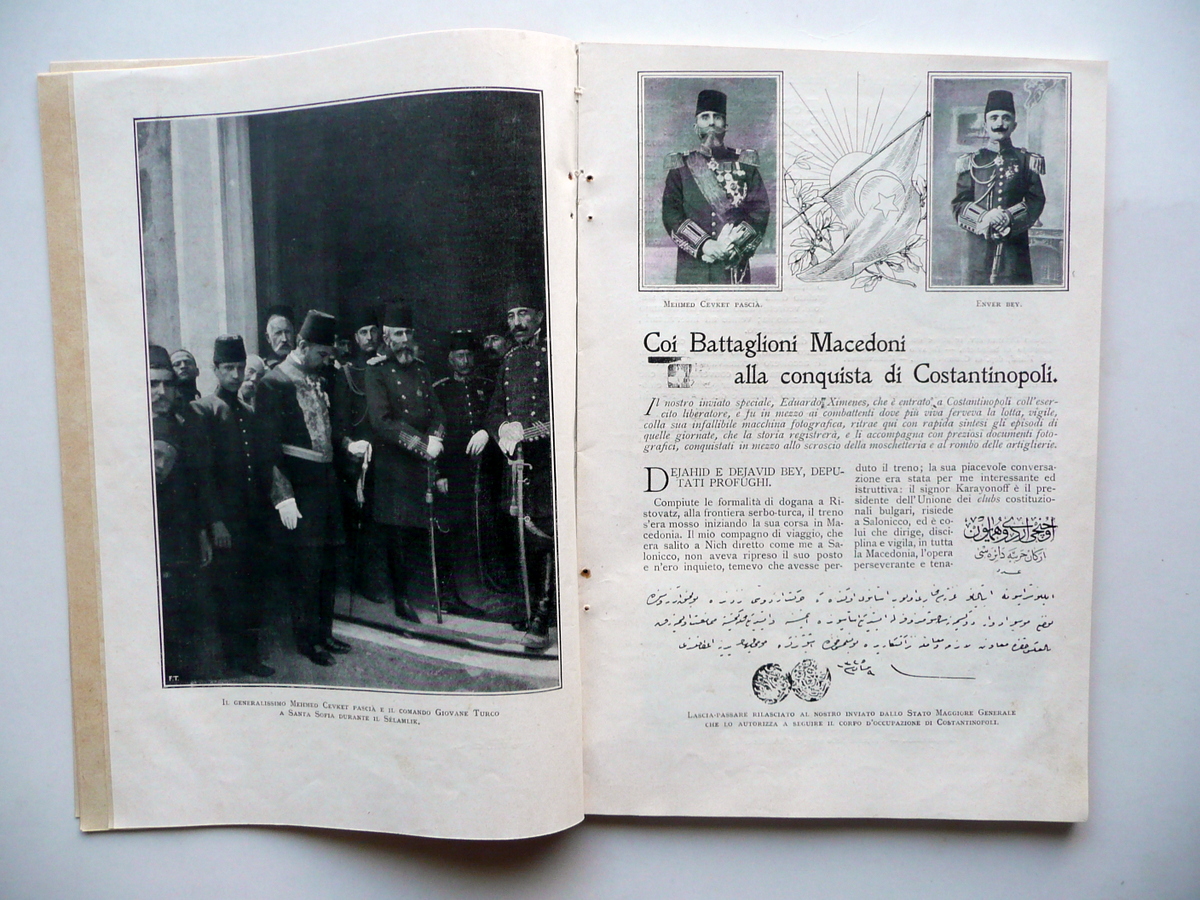 F.T.
Il generalissimo Mehmed Cevket pascià e il comando Giovane Turco
a Santa Sofia durante il Sélamlik.
Mehmed Cevket pascià.
Enver bey.
Coi Battaglioni Macedoni
alla conquista di Costantinopoli.
Il nostro inviato speciale, Eduardo Ximenes, che è entrato a Costantinopoli coll'eser-
cito liberatore, e fu in mezzo ai combattenti dove più viva ferveva la lotta, vigile,
colla sua infallibile macchina fotografica, ritrae qui con rapida sintesi gli episodi di
quelle giornate, che la storia registrerà, e li accompagna con preziosi documenti foto-
grafici, conquistati in mezzo allo scroscio della moschetteria e al rombo delle artiglierie.
DEJAHID E DEJAVID BEY, DEPU-
TATI PROFUGHI.
Compiute le formalità di dogana a Ri-
stovatz, alla frontiera serbo-turca, il treno
s'era mosso iniziando la sua corsa in Ma-
cedonia. Il mio compagno di viaggio, che
era salito a Nich diretto come me a Sa-
lonicco, non aveva ripreso il suo posto
e n'ero inquieto, temevo che avesse per-
duto il treno; la sua piacevole conversa-
zione era stata per me interessante ed
istruttiva: il signor Karayonoff è il pre-
sidente dell'Unione dei clubs costituzio-
nali bulgari, risiede
a Salonicco, ed è co-
lui che dirige, disci-
plina e vigila, in tutta
la Macedonia, l'opera
perseverante e tena-
Lascia-passare rilasciato al nostro inviato dallo Stato Maggiore Generale
che lo autorizza a seguire il corpo d'occupazione di Costantinopoli.